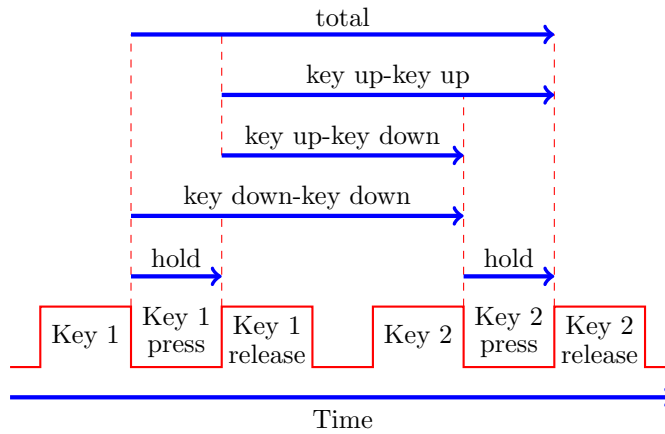 total
key up-key up
key up-key down
key down-key down
hold
hold
Key 1
Key 1
press
Key 1
release
Key 2
Key 2
press
Key 2
release
Time